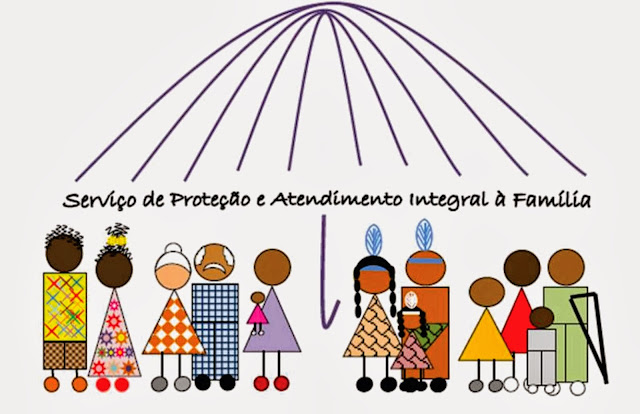 Serviço de Proteção e Atendimento Integral à Família